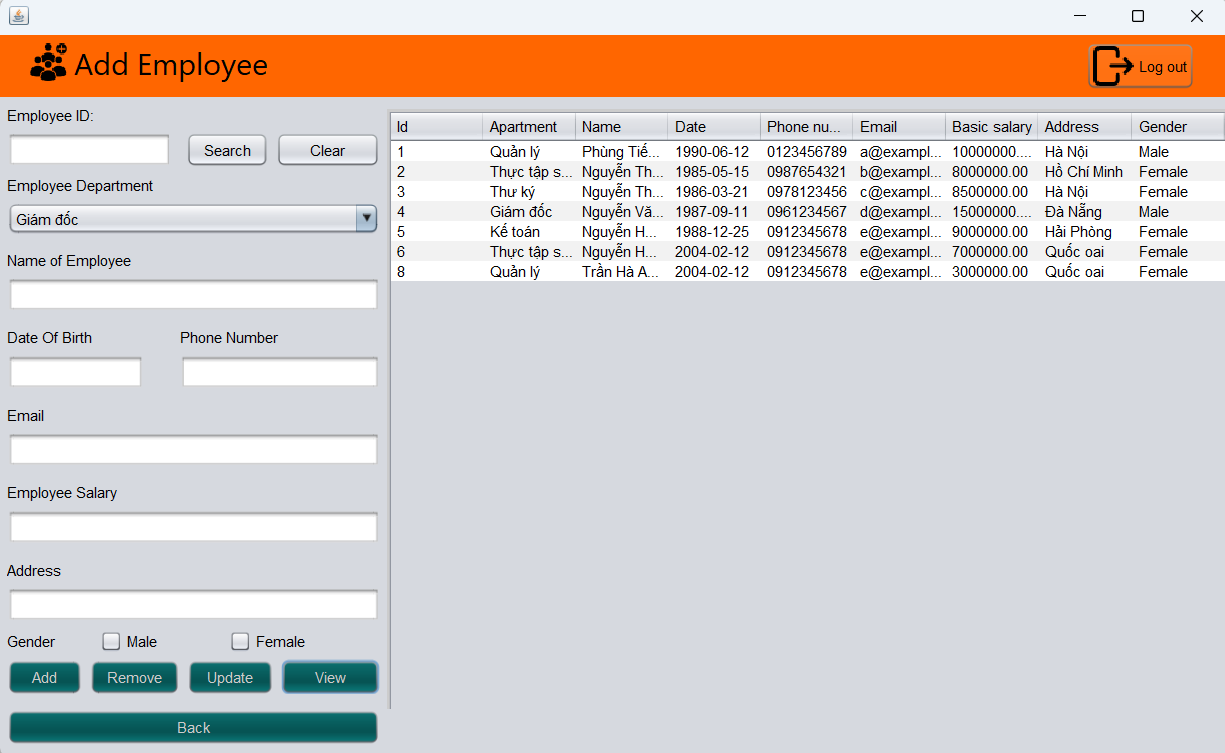 Add Employee
Log out
Employee ID:
Search Clear
Employee Department
Giám đốc
Name of Employee
Date Of Birth Phone Number
Email
Employee Salary
Address
Gender Male Female
Add Remove Update View
Back
Id Apartment Name Date Phone nu... Email Basic salary Address Gender
1 Quản lý Phùng Tiế... 1990-06-12 0123456789 a@exampl... 10000000.... Hà Nội Male
2 Thực tập s... Nguyễn Th... 1985-05-15 0987654321 b@exampl... 8000000.00 Hồ Chí Minh Female
3 Thư ký Nguyễn Th... 1986-03-21 0978123456 c@exampl... 8500000.00 Hà Nội Female
4 Giám đốc Nguyễn Vă... 1987-09-11 0961234567 d@exampl... 15000000.... Đà Nẵng Male
5 Kế toán Nguyễn H... 1988-12-25 0912345678 e@exampl... 9000000.00 Hải Phòng Female
6 Thực tập s... Nguyễn H... 2004-02-12 0912345678 e@exampl... 7000000.00 Quốc oai Female
8 Quản lý Trần Hà A... 2004-02-12 0912345678 e@exampl... 3000000.00 Quốc oai Female